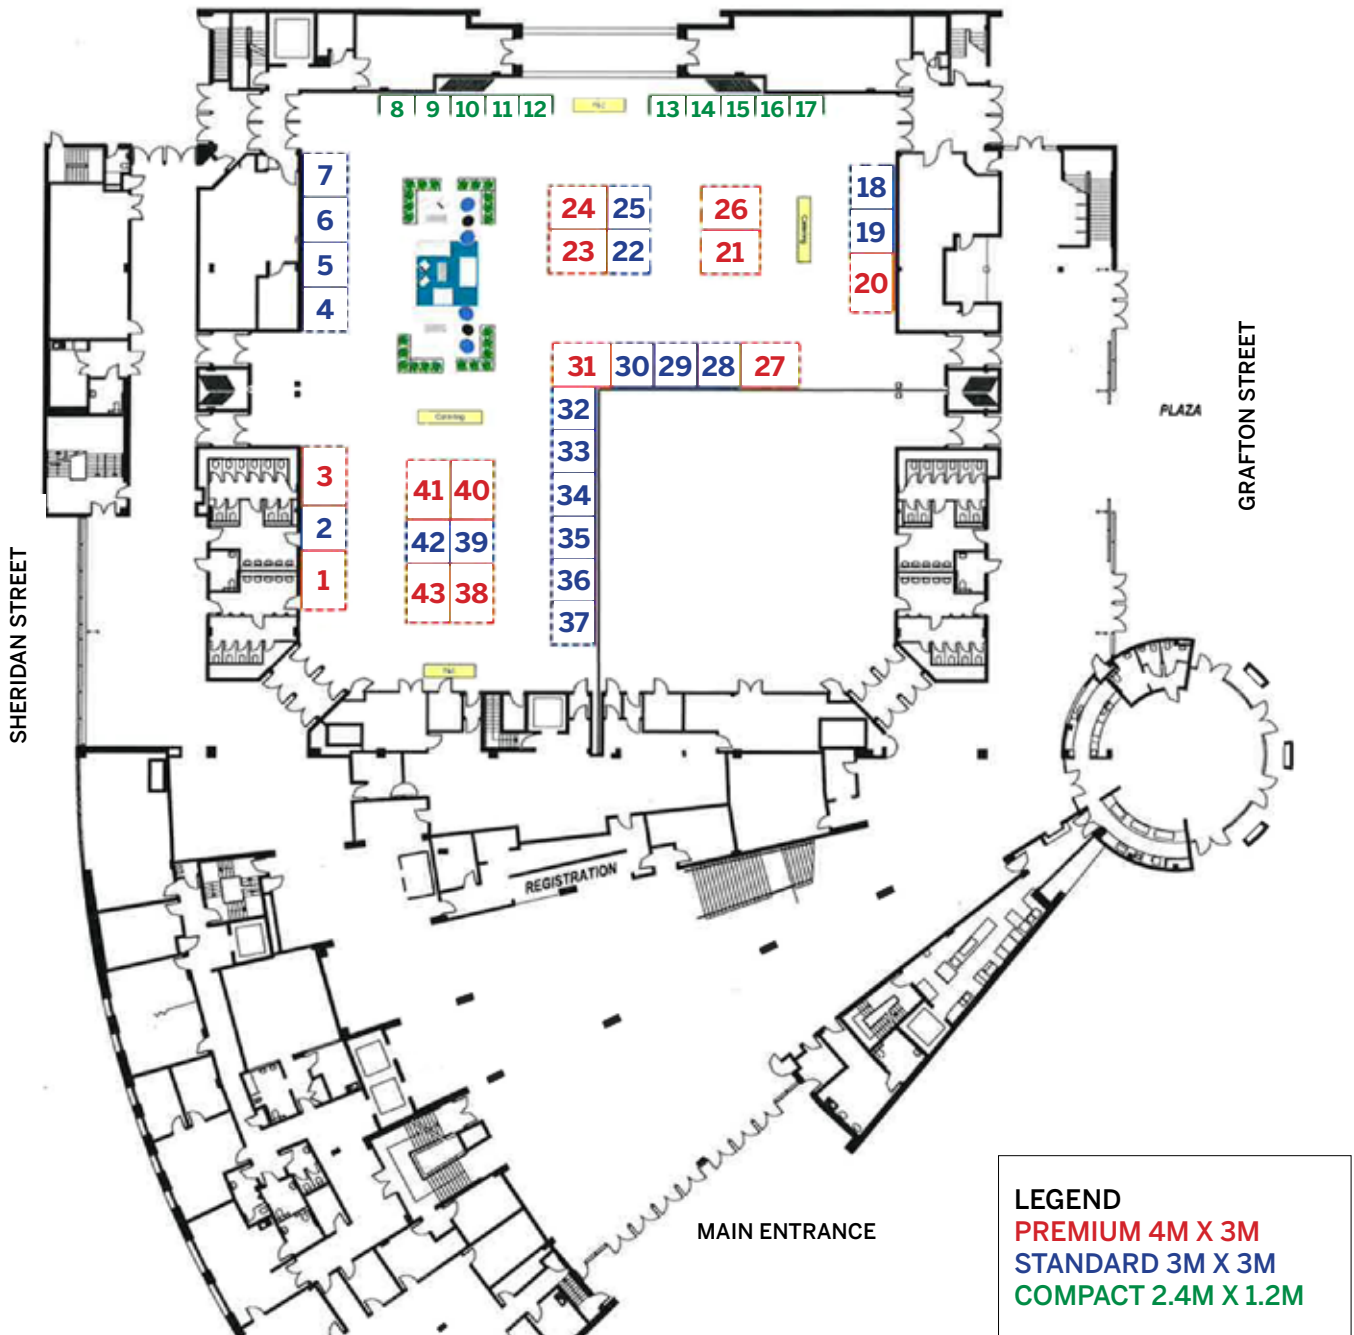 8 9 10 11 12 13 14 15 16 17
7 18
6 24 25 26 19
5 23 22 21 20
4
Catering
31 30 29 28 27
32
Catering
33
3 41 40 34
2 42 39 35
1 43 38 36
37
SHERIDAN STREET
GRAFTON STREET
PLAZA
REGISTRATION
MAIN ENTRANCE
LEGEND
PREMIUM 4M X 3M
STANDARD 3M X 3M
COMPACT 2.4M X 1.2M